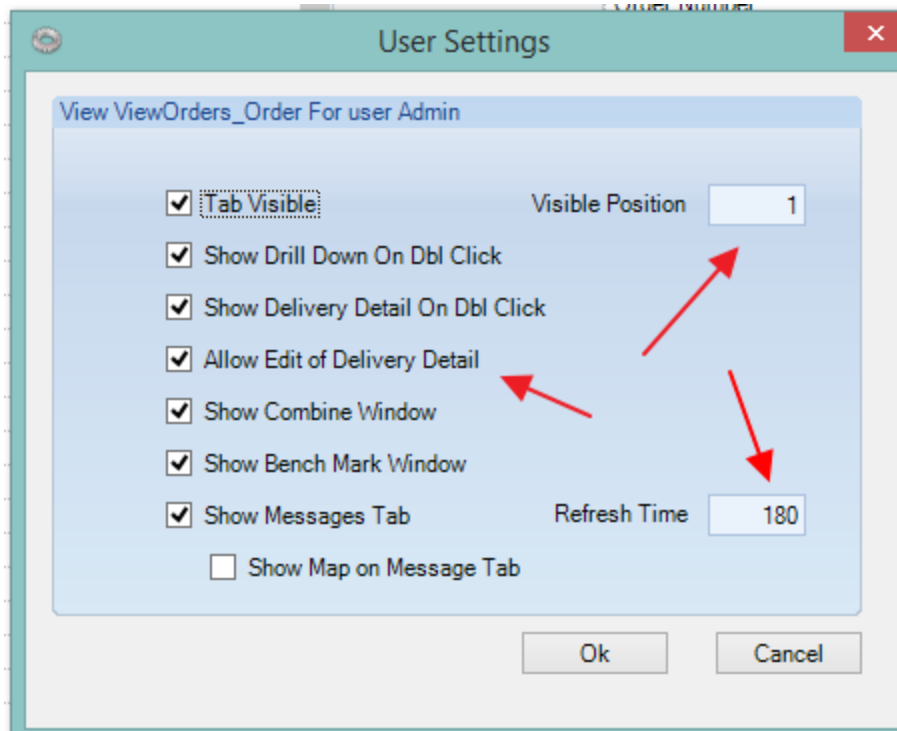 Order Number
User Settings
View ViewOrders_Order For user Admin
Tab Visible
Visible Position 1
Show Drill Down On Dbl Click
Show Delivery Detail On Dbl Click
Allow Edit of Delivery Detail
Show Combine Window
Show Bench Mark Window
Show Messages Tab
Refresh Time 180
Show Map on Message Tab
Ok
Cancel